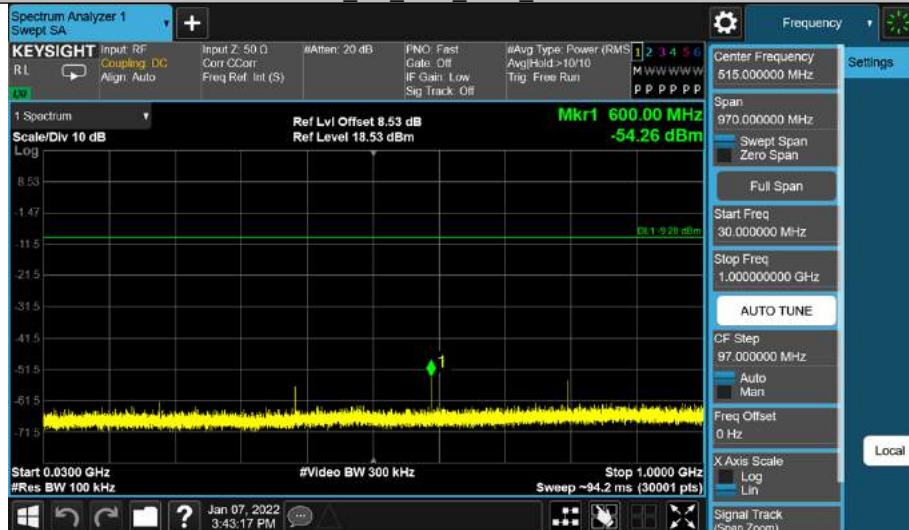 Spectrum Analyzer 1
Swept SA
+
Frequency
Settings
KEYSIGHT
RL
Input: RF
Coupling: DC
Align: Auto
Input Z: 50 Ω
Corr CCorr
Freq Ref: Int (S)
#Atten: 20 dB
PNO: Fast
Gate: Off
IF Gain: Low
Sig Track: Off
#Avg Type: Power (RMS
Avg|Hold:>10/10
Trig: Free Run
1 2 3 4 5 6
M W W W W W
P P P P P P
1 Spectrum
Scale/Div 10 dB
Log
Ref Lvl Offset 8.53 dB
Ref Level 18.53 dBm
Mkr1 600.00 MHz
-54.26 dBm
8.53
-1.47
-11.5
-21.5
-31.5
-41.5
-51.5
-61.5
-71.5
DL1 -9.28 dBm
1
Start 0.0300 GHz
#Res BW 100 kHz
#Video BW 300 kHz
Stop 1.0000 GHz
Sweep ~94.2 ms (30001 pts)
Center Frequency
515.000000 MHz
Span
970.000000 MHz
Swept Span
Zero Span
Full Span
Start Freq
30.000000 MHz
Stop Freq
1.000000000 GHz
AUTO TUNE
CF Step
97.000000 MHz
Auto
Man
Freq Offset
0 Hz
X Axis Scale
Log
Lin
Signal Track
(Span Zoom)
Local
?
Jan 07, 2022
3:43:17 PM